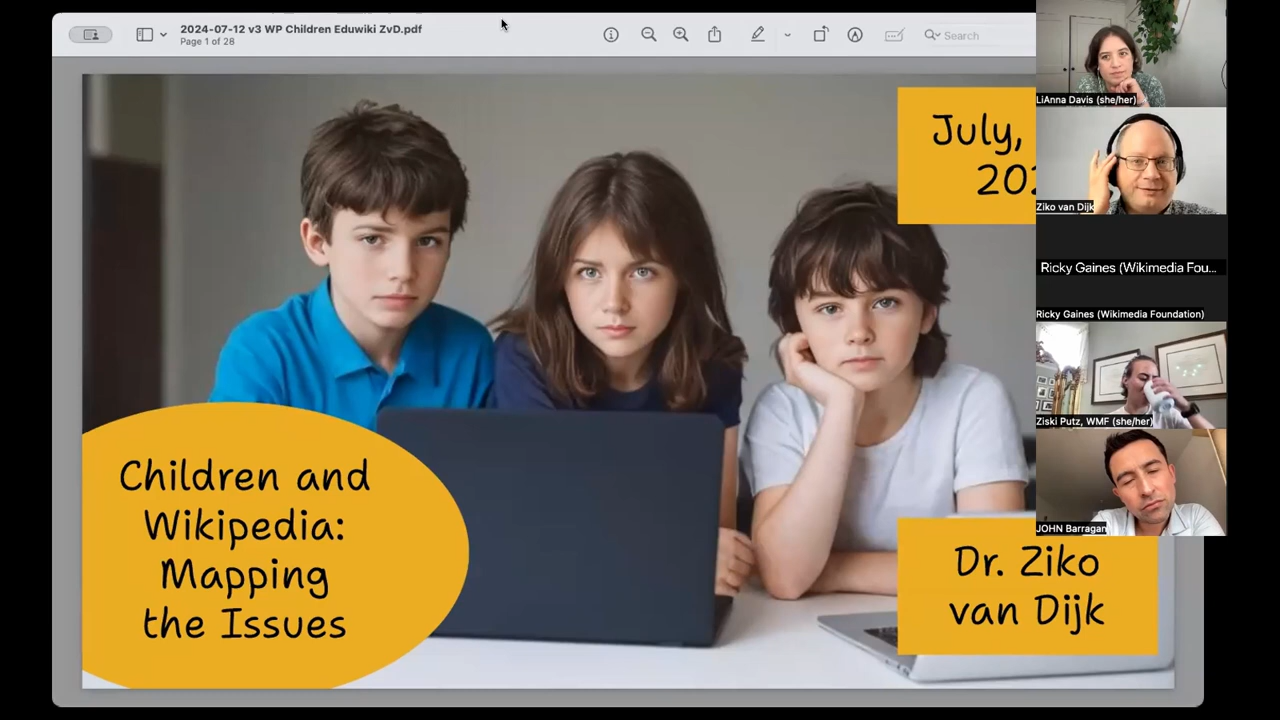 2024-07-12 v3 WP Children Eduwiki ZvD.pdf
Page 1 of 28
Search
July,
Children and
Wikipedia:
Mapping
the Issues
Dr. Ziko
van Dijk
LiAnna Davis (she/her)
Ziko van Dijk
Ricky Gaines (Wikimedia Fou...
Ricky Gaines (Wikimedia Foundation)
Ziski Putz, WMF (she/her)
JOHN Barragan